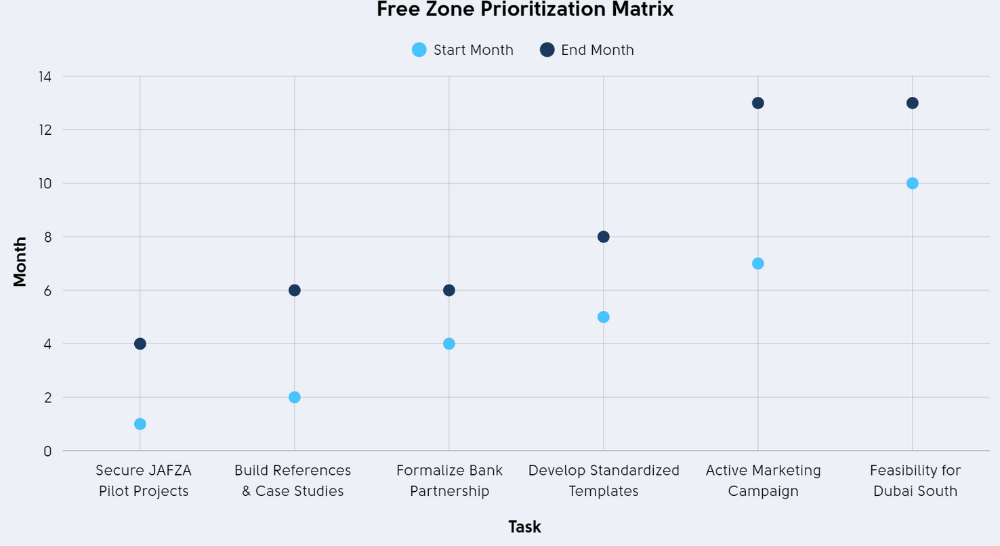 Free Zone Prioritization Matrix
Start Month
End Month
14
12
10
8
6
4
2
0
Month
Secure JAFZA
Pilot Projects
Build References
& Case Studies
Formalize Bank
Partnership
Develop Standardized
Templates
Active Marketing
Campaign
Feasibility for
Dubai South
Task